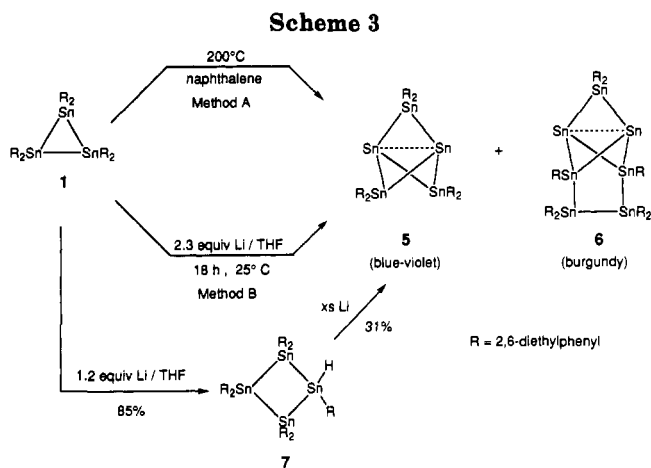 Scheme 3
200°C
naphthalene
Method A
R2
Sn
R2Sn
SnR2
1
2.3 equiv Li / THF
18 h , 25° C
Method B
R2
Sn
Sn
Sn
R2Sn
SnR2
5
(blue-violet)
+
R2
Sn
Sn
Sn
RSn
SnR
R2Sn
SnR2
6
(burgundy)
xs Li
31%
R = 2,6-diethylphenyl
1.2 equiv Li / THF
85%
R2
Sn
R2Sn
Sn
H
R
Sn
R2
7